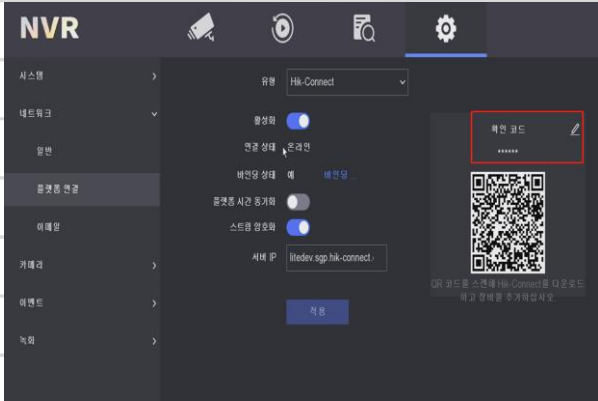 NVR
시스템
네트워크
일반
플랫폼 연결
이메일
카메라
이벤트
녹화
유형 Hik-Connect
활성화
연결 상태 온라인
바인딩 상태 예 바인딩 ...
플랫폼 시간 동기화
스트림 암호화
서버 IP litedev.sgp.hik-connect.
적용
확인 코드
••••••
QR 코드를 스캔해 Hik-Connect를 다운로드
하고 장비를 추가하십시오.